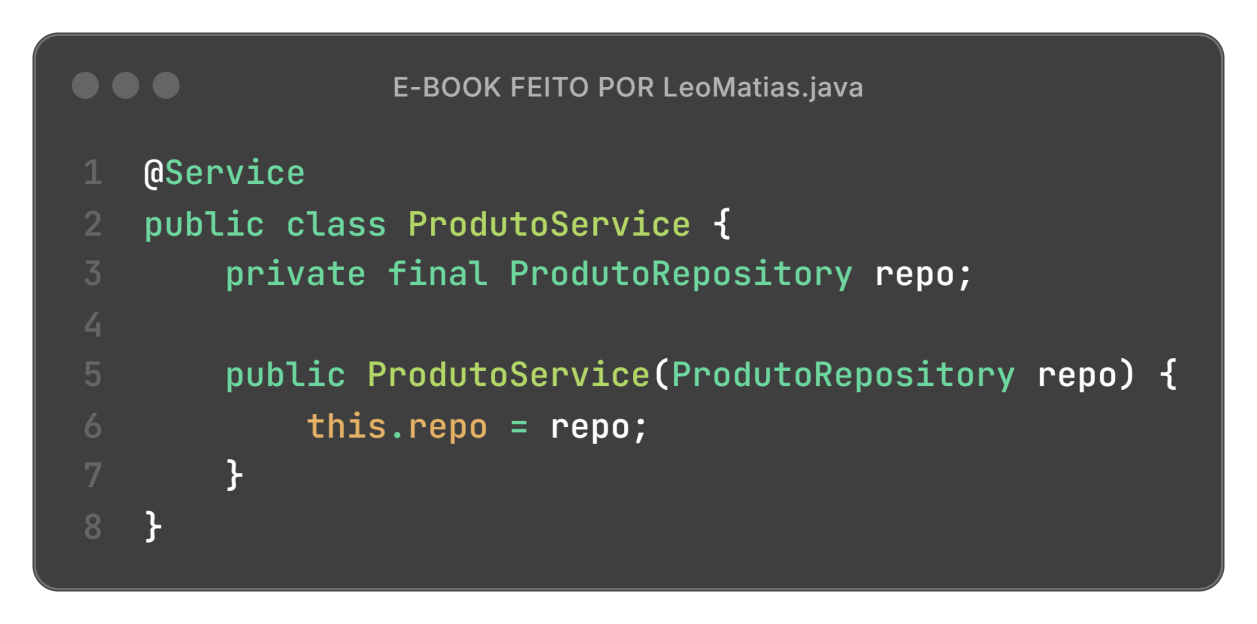 E-BOOK FEITO POR LeoMatias.java
1 @Service
2 public class ProdutoService {
3     private final ProdutoRepository repo;
4
5     public ProdutoService(ProdutoRepository repo) {
6         this.repo = repo;
7     }
8 }